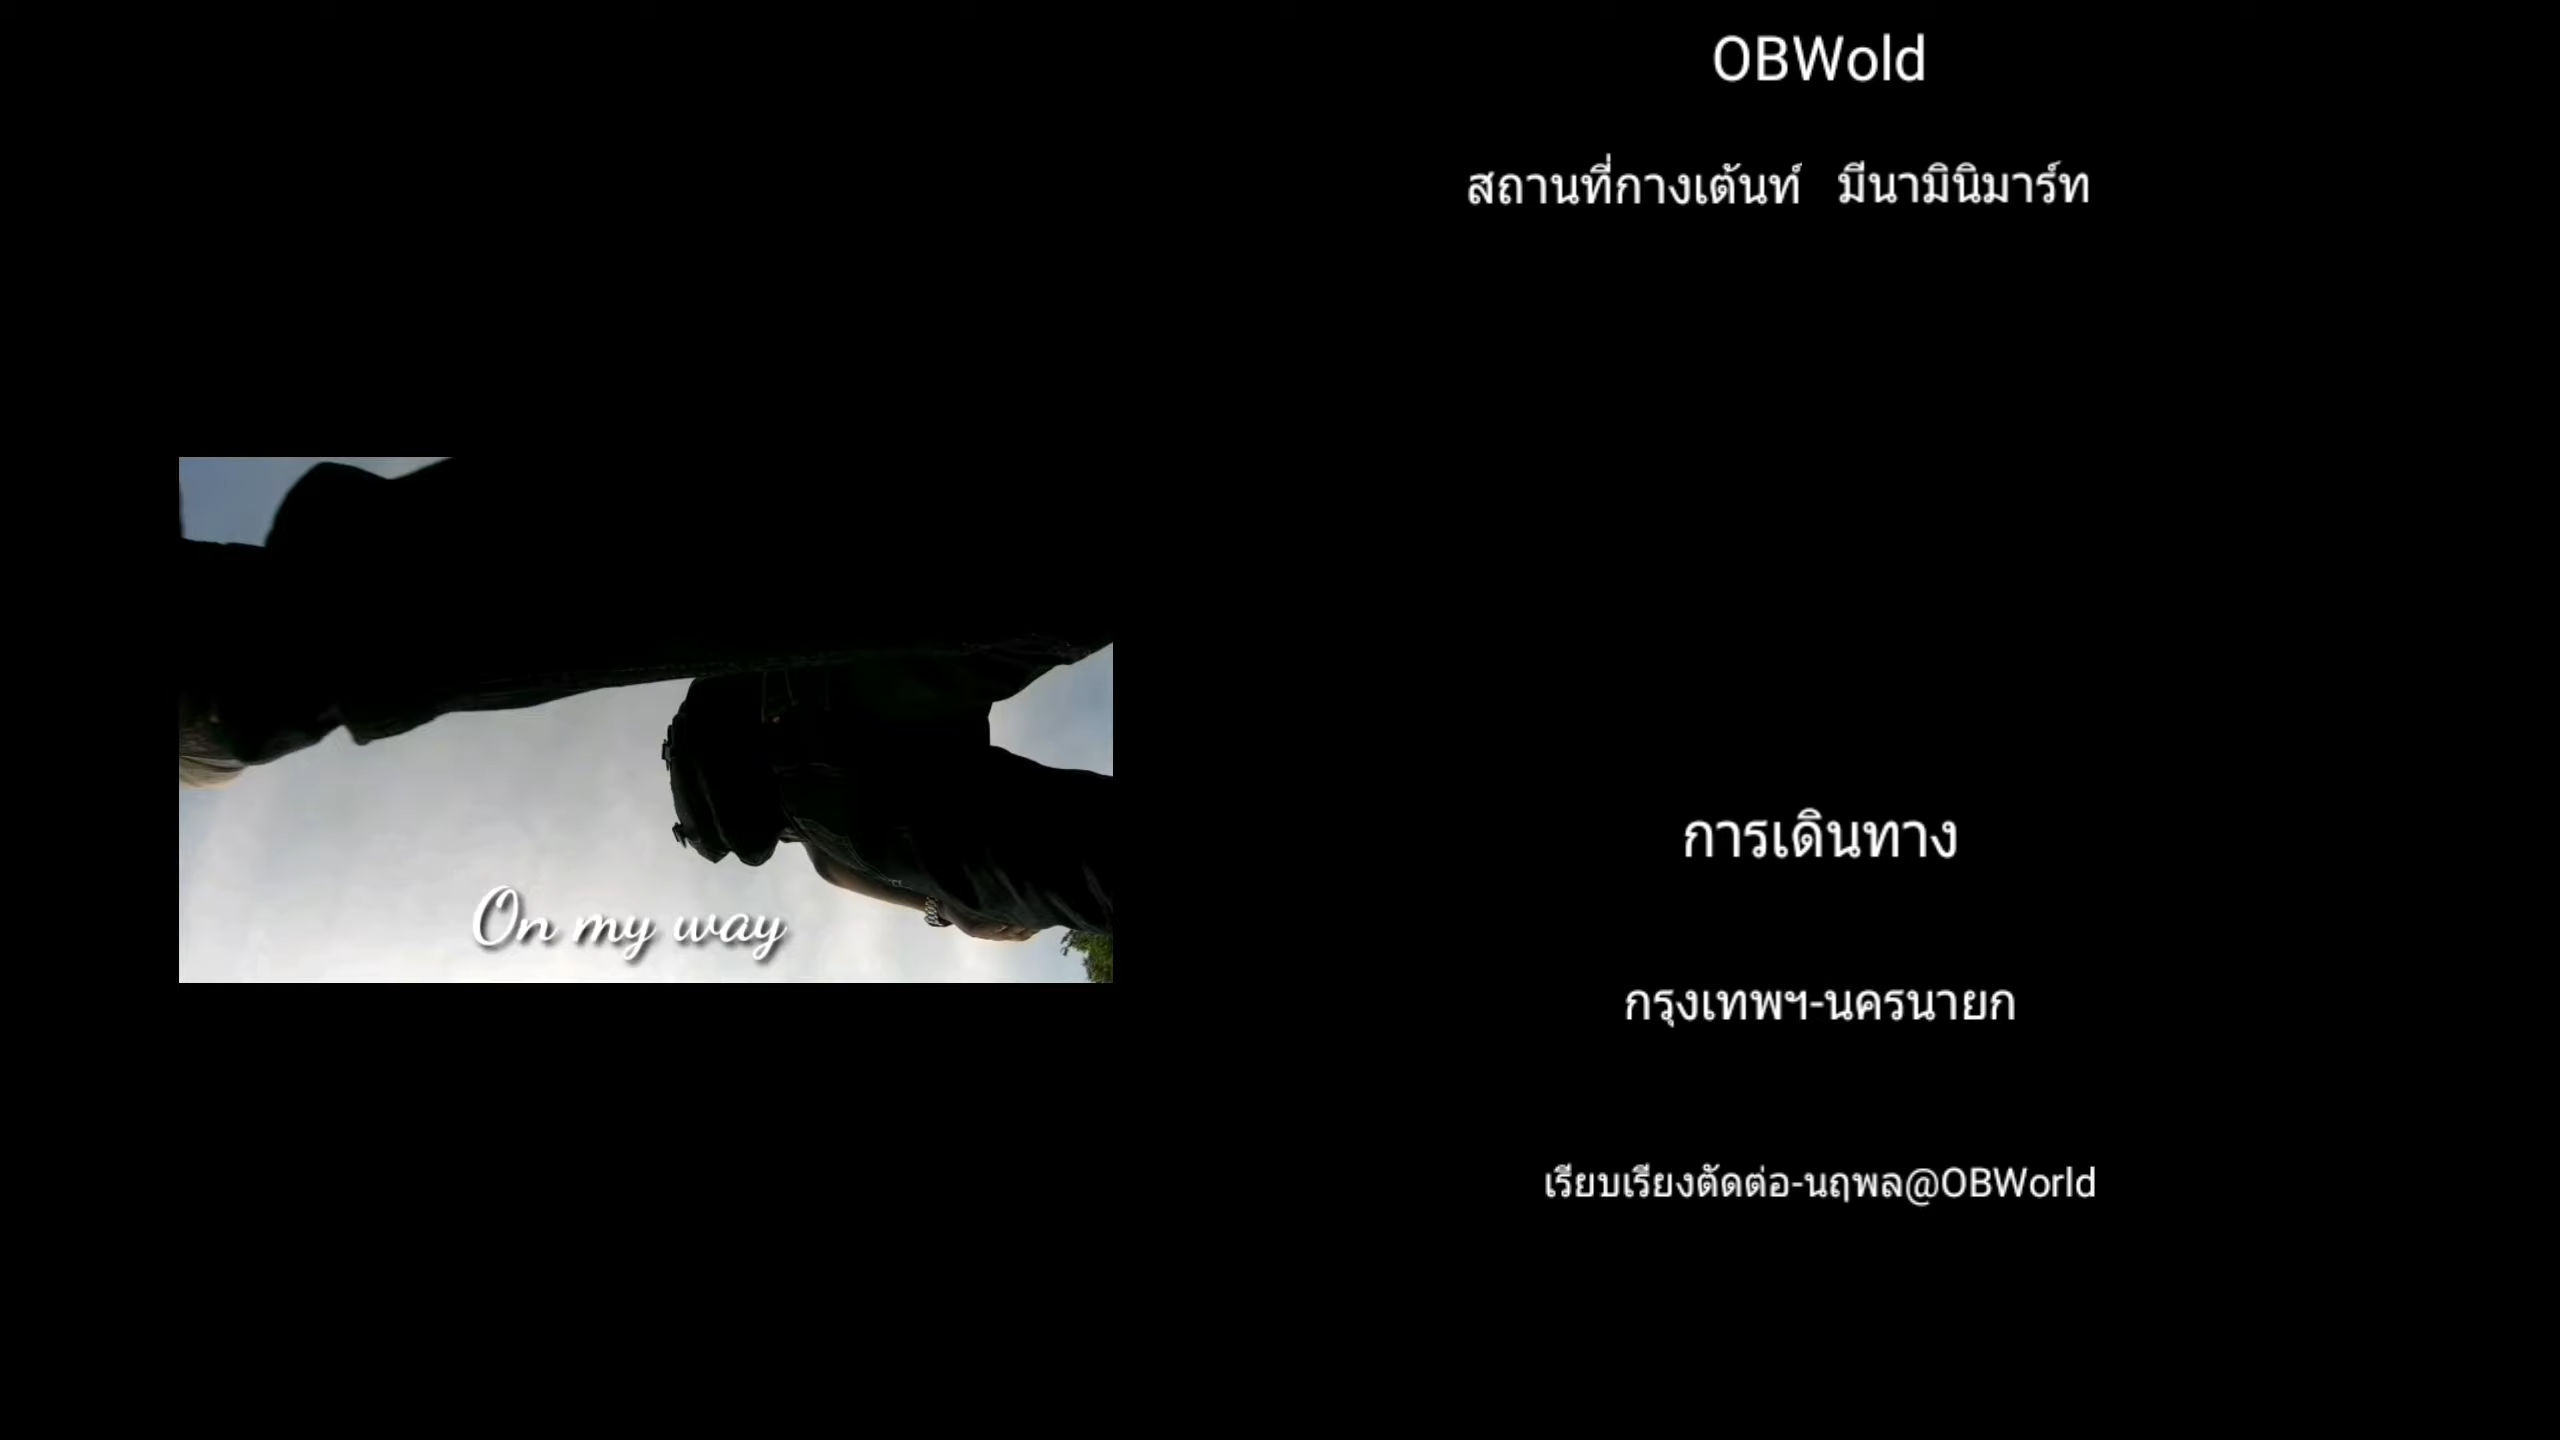 OBWold
สถานที่กางเต้นท์ มีนามินิมาร์ท
On my way
การเดินทาง
กรุงเทพฯ-นครนายก
เรียบเรียงตัดต่อ-นฤพล@OBWorld